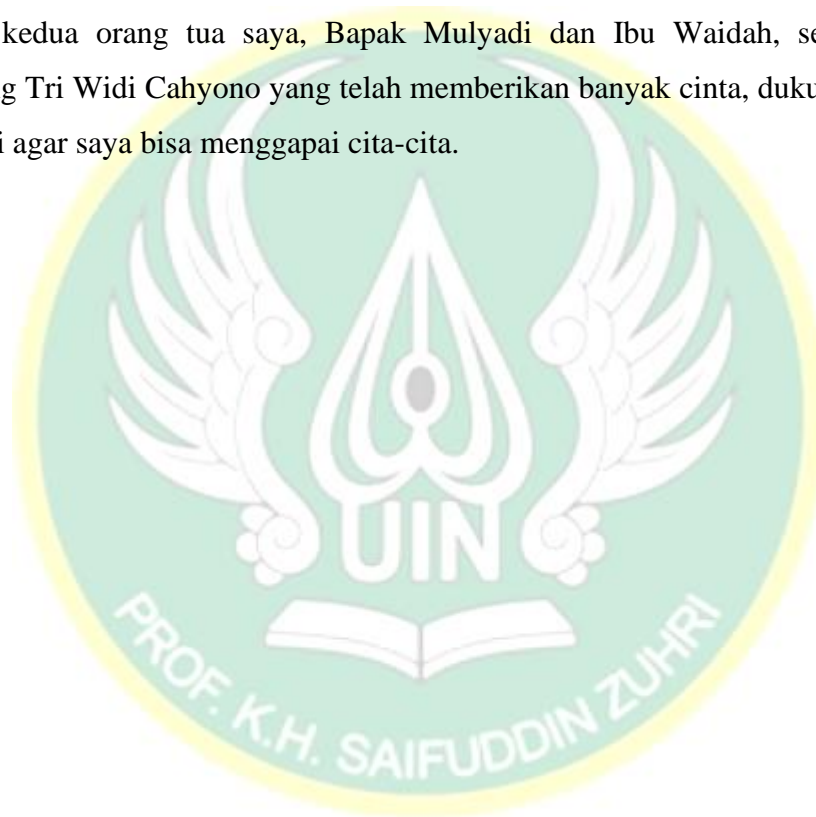 kedua orang tua saya, Bapak Mulyadi dan Ibu Waidah, se
g Tri Widi Cahyono yang telah memberikan banyak cinta, duku
i agar saya bisa menggapai cita-cita.
UIN
PROF. K.H. SAIFUDDIN ZUHRI